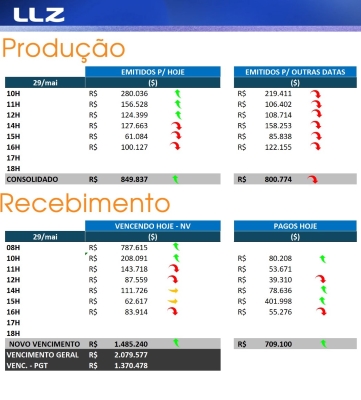 LLZ
Produção
EMITIDOS P/ HOJE EMITIDOS P/ OUTRAS DATAS
29/mai ($) ($)
10H R$ 280.036 R$ 219.411
11H R$ 156.528 R$ 106.402
12H R$ 124.399 R$ 108.714
14H R$ 127.663 R$ 158.253
15H R$ 61.084 R$ 85.838
16H R$ 100.127 R$ 122.155
17H
18H
CONSOLIDADO R$ 849.837 R$ 800.774
Recebimento
VENCENDO HOJE - NV PAGOS HOJE
29/mai ($) ($)
08H R$ 787.615
10H R$ 208.091 R$ 80.208
11H R$ 143.718 R$ 53.671
12H R$ 87.559 R$ 39.310
14H R$ 111.726 R$ 78.636
15H R$ 62.617 R$ 401.998
16H R$ 83.914 R$ 55.276
17H
18H
NOVO VENCIMENTO R$ 1.485.240 R$ 709.100
VENCIMENTO GERAL R$ 2.079.577
VENC. - PGT R$ 1.370.478